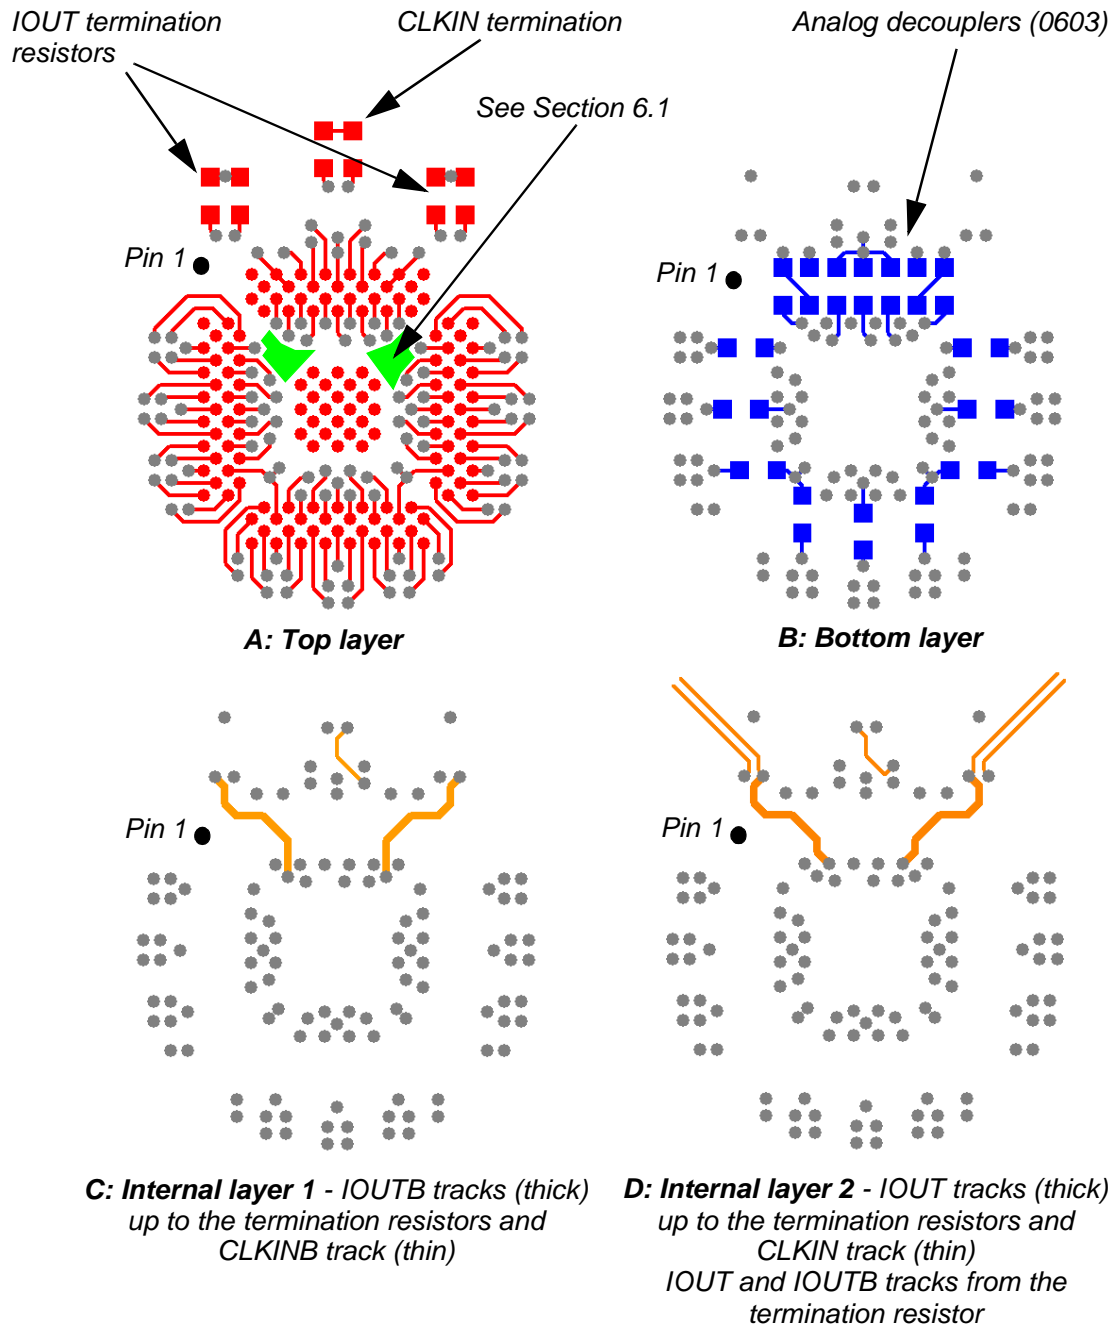 IOUT termination
resistors
CLKIN termination
Analog decouplers (0603)
See Section 6.1
Pin 1
Pin 1
A: Top layer
B: Bottom layer
Pin 1
Pin 1
C: Internal layer 1 - IOUTB tracks (thick)
up to the termination resistors and
CLKINB track (thin)
D: Internal layer 2 - IOUT tracks (thick)
up to the termination resistors and
CLKIN track (thin)
IOUT and IOUTB tracks from the
termination resistor